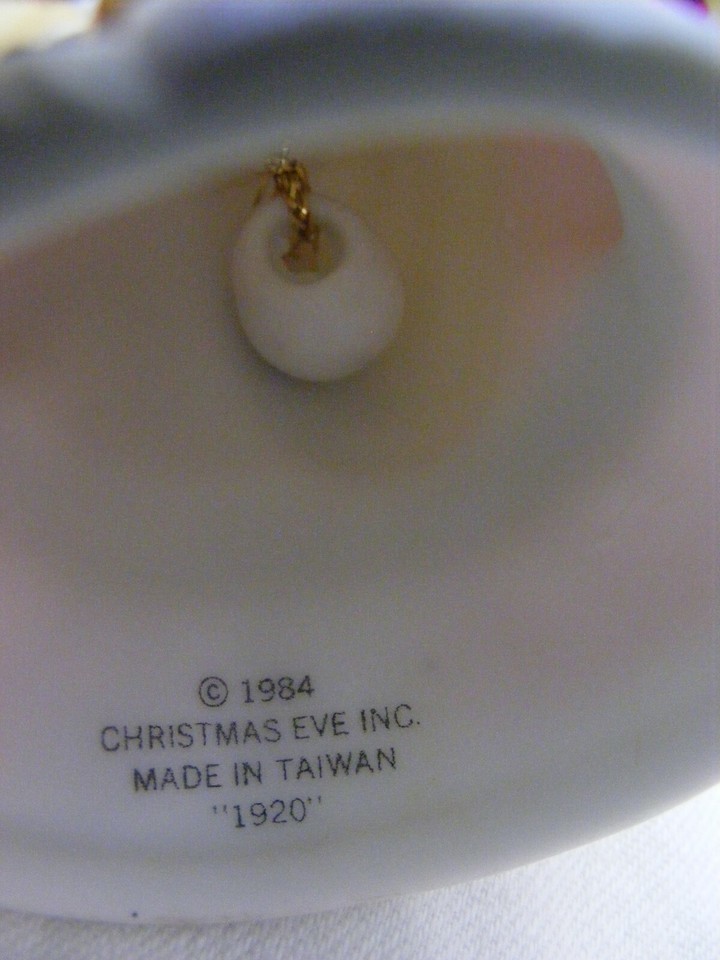 © 1984
CHRISTMAS EVE INC.
MADE IN TAIWAN
"1920"